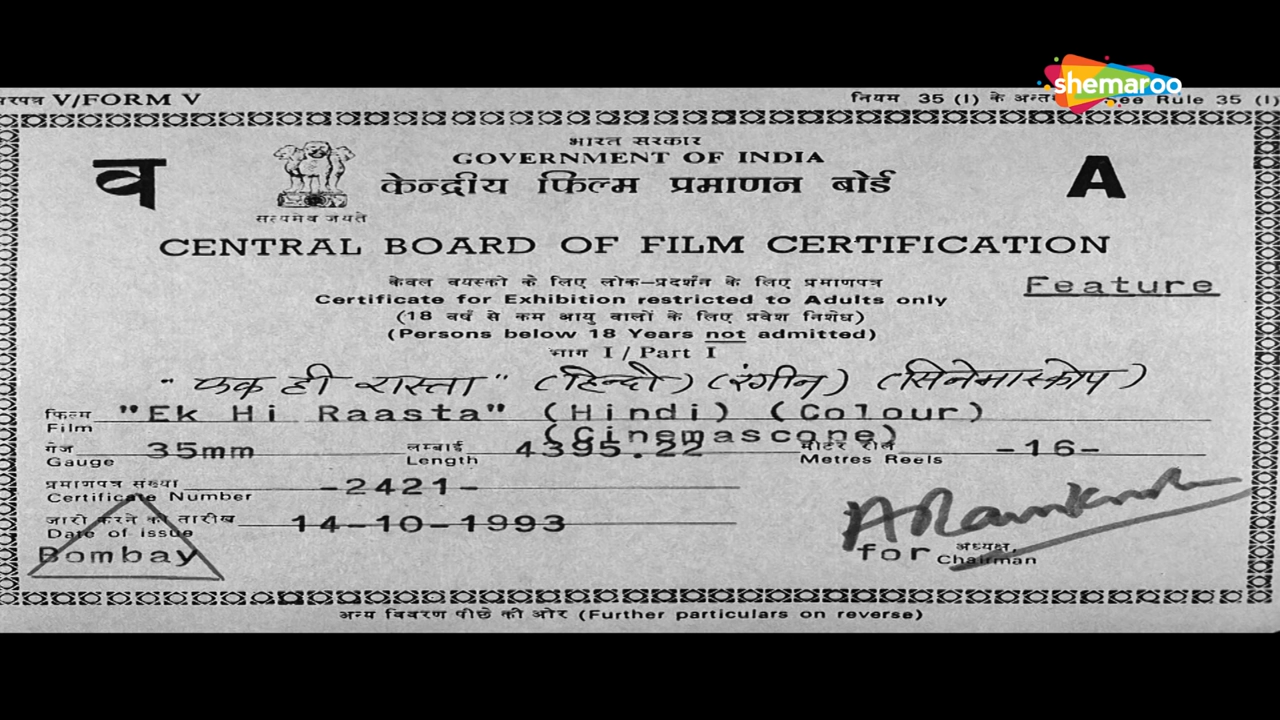 shemaroo
V/FORM V
नियम 35 (I) के Rule 35 (I)
भारत सरकार
GOVERNMENT OF INDIA
व
केन्द्रीय फिल्म प्रमाणन बोर्ड
A
सत्यमेव जयते
CENTRAL BOARD OF FILM CERTIFICATION
केवल वयस्को के लिए लोक-प्रदर्शन के लिए प्रमाणपत्र
Feature
Certificate for Exhibition restricted to Adults only
(18 वर्ष से कम आयु वालों के लिए प्रवेश निशेध)
(Persons below 18 Years not admitted)
भाग I / Part I
"एक ही रास्ता" (हिन्दी) (रंगीन) (सिनेमास्कोप)
फिल्म "Ek Hi Raasta" (Hindi) (Colour)
Film
(Cinemascope)
गेज 35mm लम्बाई 4395.22 मीटर रील -16-
Gauge Length Metres Reels
प्रमाणपत्र संख्या -2421-
Certificate Number
जारी करने की तारीख 14-10-1993
Date of issue
Bombay
for अध्यक्ष,
Chairman
अन्य विवरण पीछे की ओर (Further particulars on reverse)